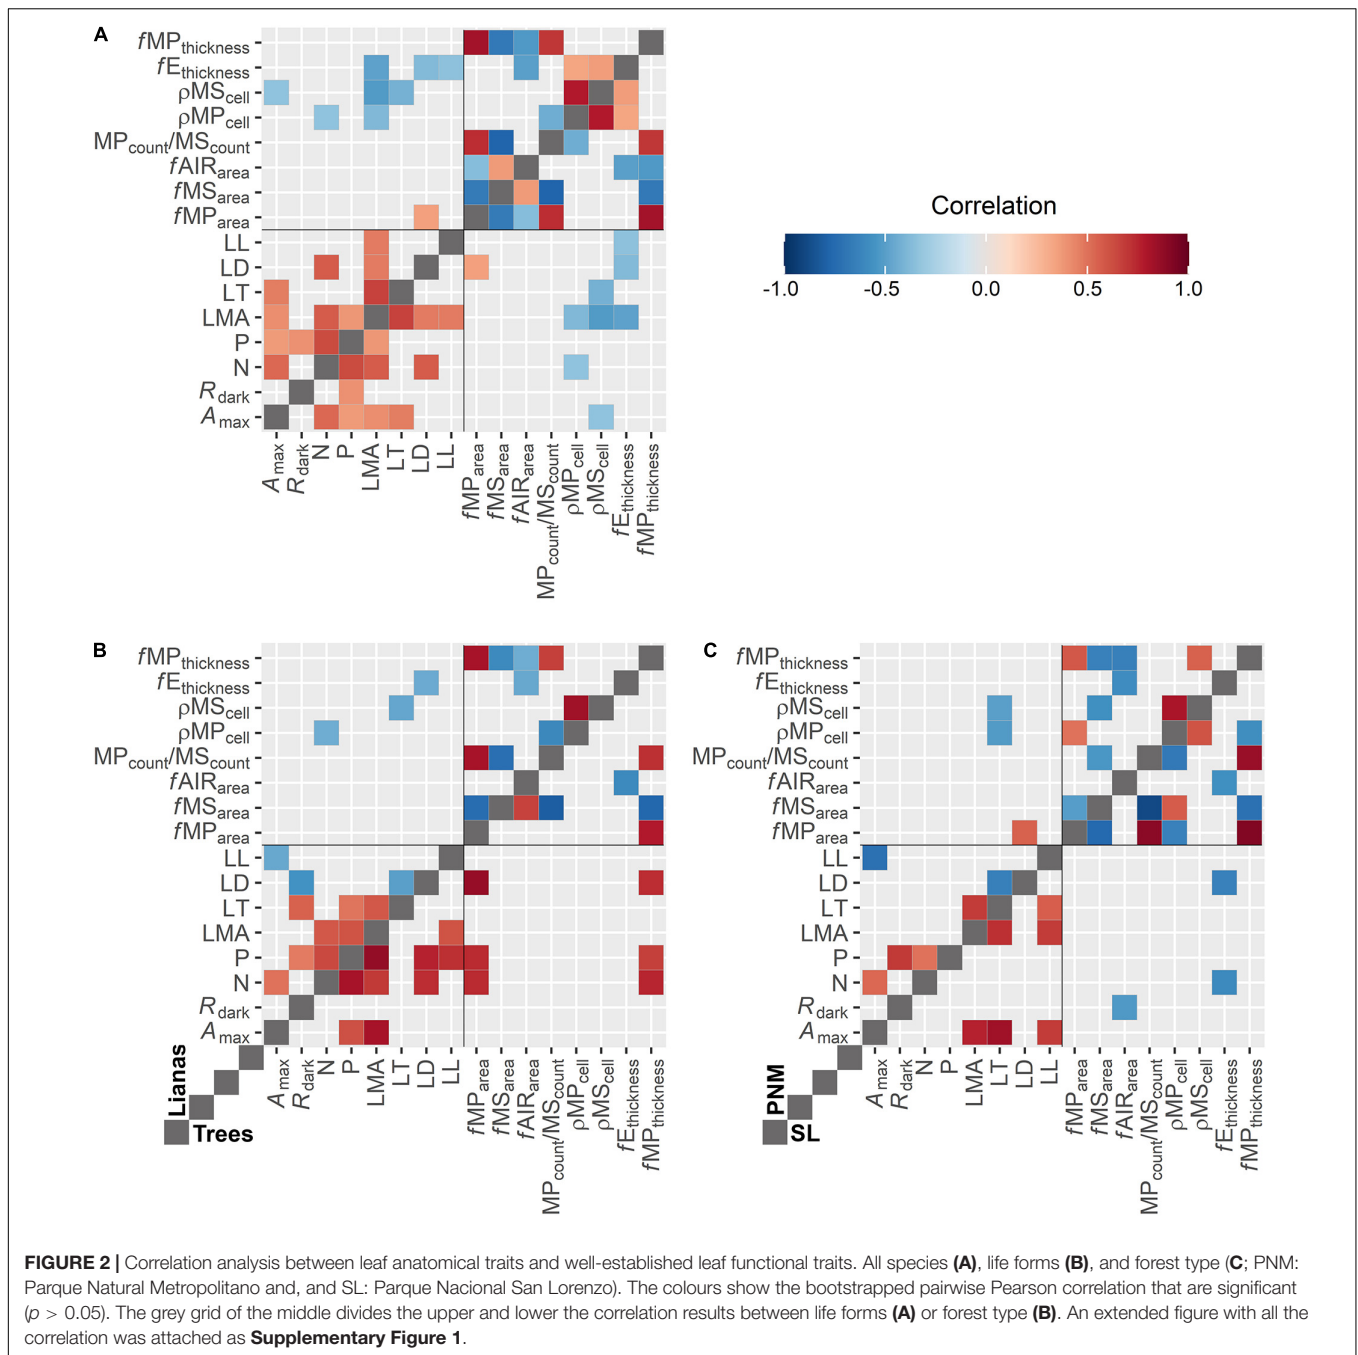 A
fMPthickness
fEthickness
ρMScell
ρMPcell
MPcount/MScount
fAIRarea
fMSarea
fMParea
LL
LD
LT
LMA
P
N
Rdark
Amax
Amax
Rdark
N
P
LMA
LT
LD
LL
fMParea
fMSarea
fAIRarea
MPcount/MScount
ρMPcell
ρMScell
fEthickness
fMPthickness
Correlation
-1.0 -0.5 0.0 0.5 1.0
B
fMPthickness
fEthickness
ρMScell
ρMPcell
MPcount/MScount
fAIRarea
fMSarea
fMParea
LL
LD
LT
LMA
P
N
Rdark
Amax
Amax
Rdark
N
P
LMA
LT
LD
LL
fMParea
fMSarea
fAIRarea
MPcount/MScount
ρMPcell
ρMScell
fEthickness
fMPthickness
Lianas
Trees
C
fMPthickness
fEthickness
ρMScell
ρMPcell
MPcount/MScount
fAIRarea
fMSarea
fMParea
LL
LD
LT
LMA
P
N
Rdark
Amax
Amax
Rdark
N
P
LMA
LT
LD
LL
fMParea
fMSarea
fAIRarea
MPcount/MScount
ρMPcell
ρMScell
fEthickness
fMPthickness
PNM
SL
FIGURE 2 | Correlation analysis between leaf anatomical traits and well-established leaf functional traits. All species (A), life forms (B), and forest type (C; PNM:
Parque Natural Metropolitano and, and SL: Parque Nacional San Lorenzo). The colours show the bootstrapped pairwise Pearson correlation that are significant
(p > 0.05). The grey grid of the middle divides the upper and lower the correlation results between life forms (A) or forest type (B). An extended figure with all the
correlation was attached as Supplementary Figure 1.